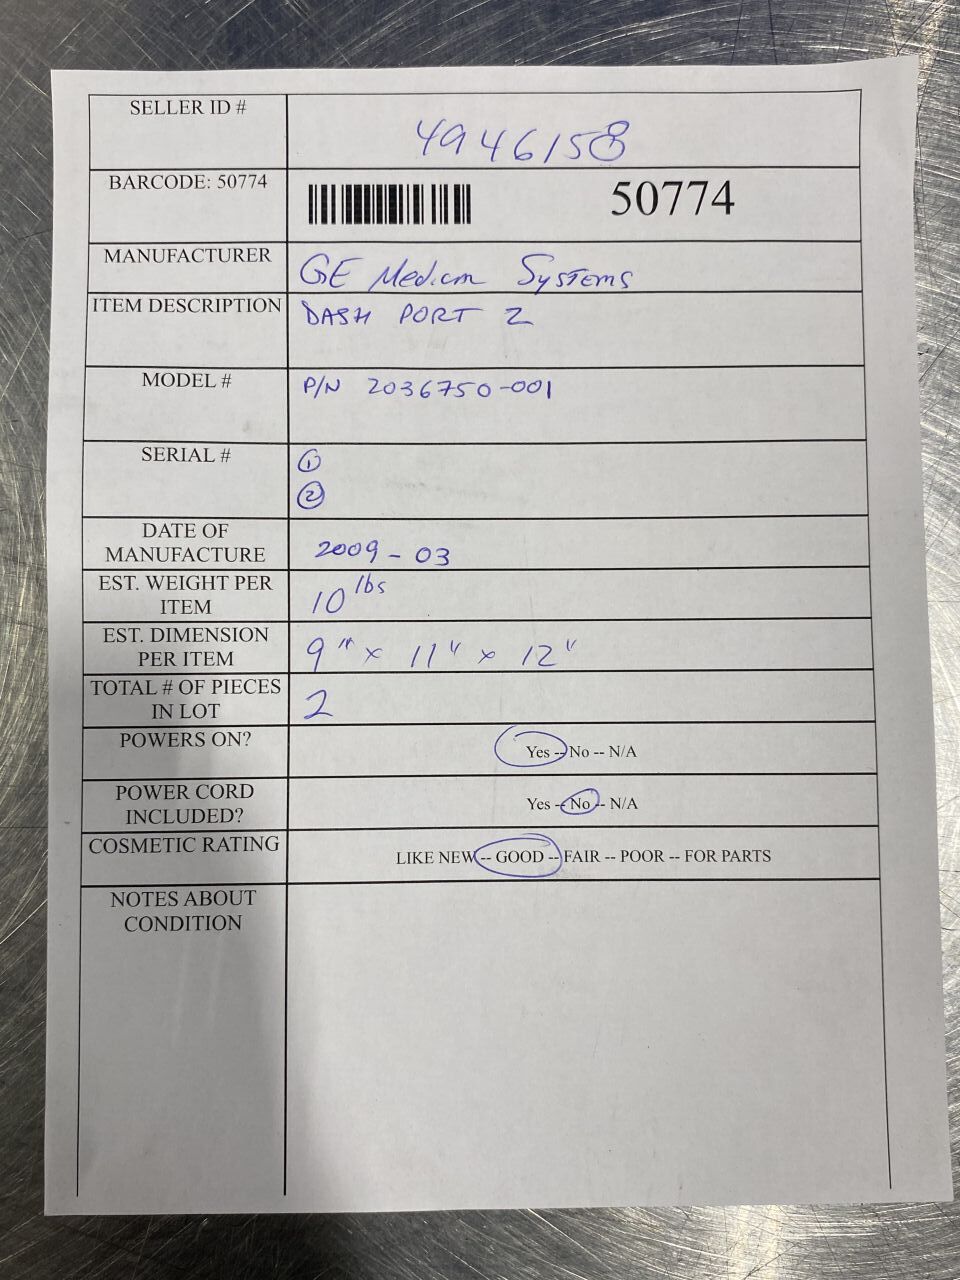 SELLER ID #
4946158
BARCODE: 50774
50774
MANUFACTURER
GE Medicm Systems
ITEM DESCRIPTION
DASH PORT 2
MODEL #
P/N 2036750-001
SERIAL #
①
②
DATE OF
MANUFACTURE
2009-03
EST. WEIGHT PER
ITEM
10 lbs
EST. DIMENSION
PER ITEM
9" x 11" x 12"
TOTAL # OF PIECES
IN LOT
2
POWERS ON?
Yes -- No -- N/A
POWER CORD
INCLUDED?
Yes -- No -- N/A
COSMETIC RATING
LIKE NEW -- GOOD -- FAIR -- POOR -- FOR PARTS
NOTES ABOUT
CONDITION